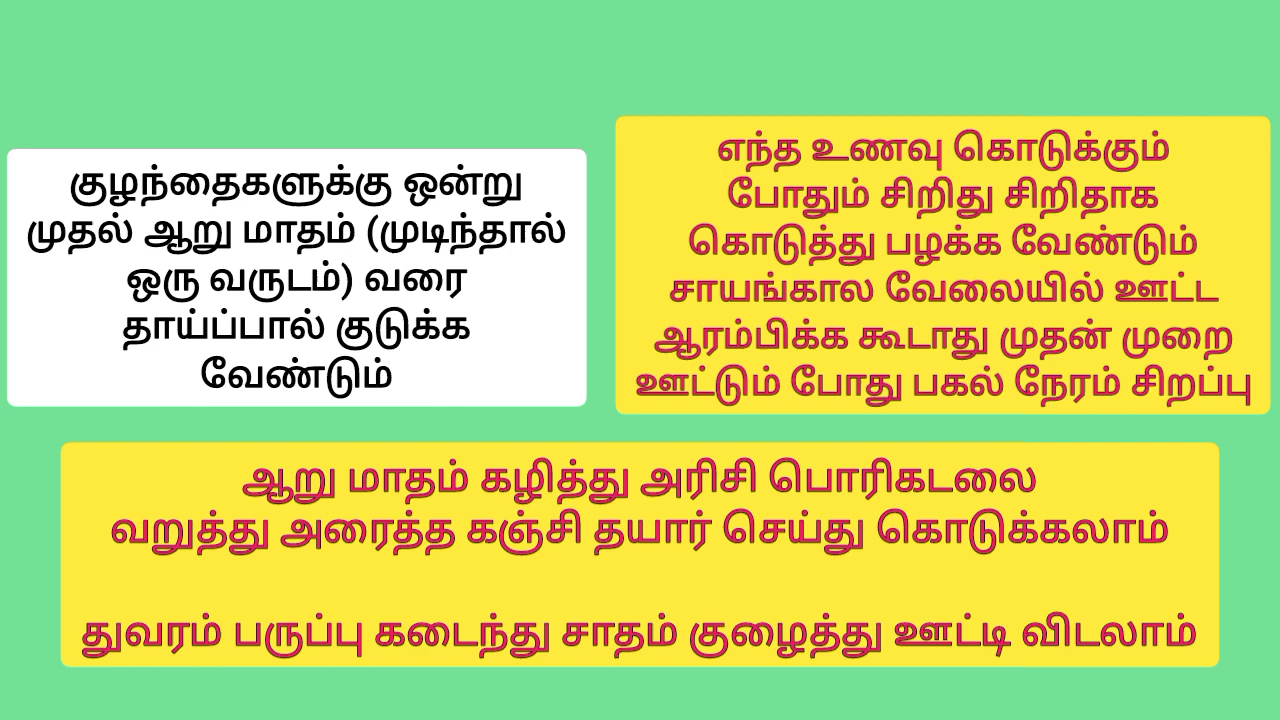 குழந்தைகளுக்கு ஒன்று
முதல் ஆறு மாதம் (முடிந்தால்
ஒரு வருடம்) வரை
தாய்ப்பால் குடுக்க
வேண்டும்
எந்த உணவு கொடுக்கும்
போதும் சிறிது சிறிதாக
கொடுத்து பழக்க வேண்டும்
சாயங்கால வேலையில் ஊட்ட
ஆரம்பிக்க கூடாது முதன் முறை
ஊட்டும் போது பகல் நேரம் சிறப்பு
ஆறு மாதம் கழித்து அரிசி பொரிகடலை
வறுத்து அரைத்த கஞ்சி தயார் செய்து கொடுக்கலாம்
துவரம் பருப்பு கடைந்து சாதம் குழைத்து ஊட்டி விடலாம்